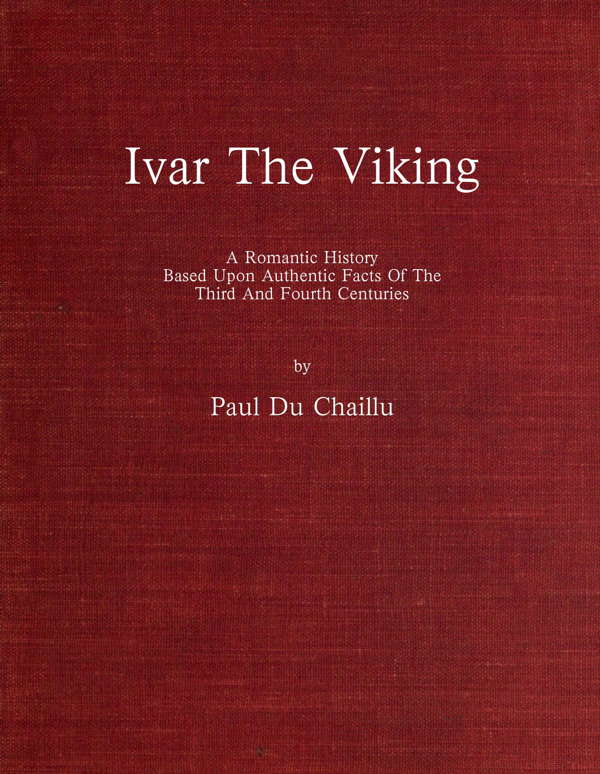 Ivar The Viking
A Romantic History
Based Upon Authentic Facts Of The
Third And Fourth Centuries
by
Paul Du Chaillu